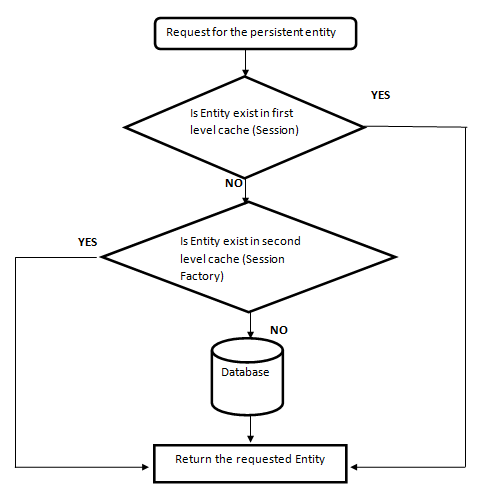 Request for the persistent entity
YES
Is Entity exist in first
level cache (Session)
NO
YES
Is Entity exist in second
level cache (Session
Factory)
NO
Database
Return the requested Entity